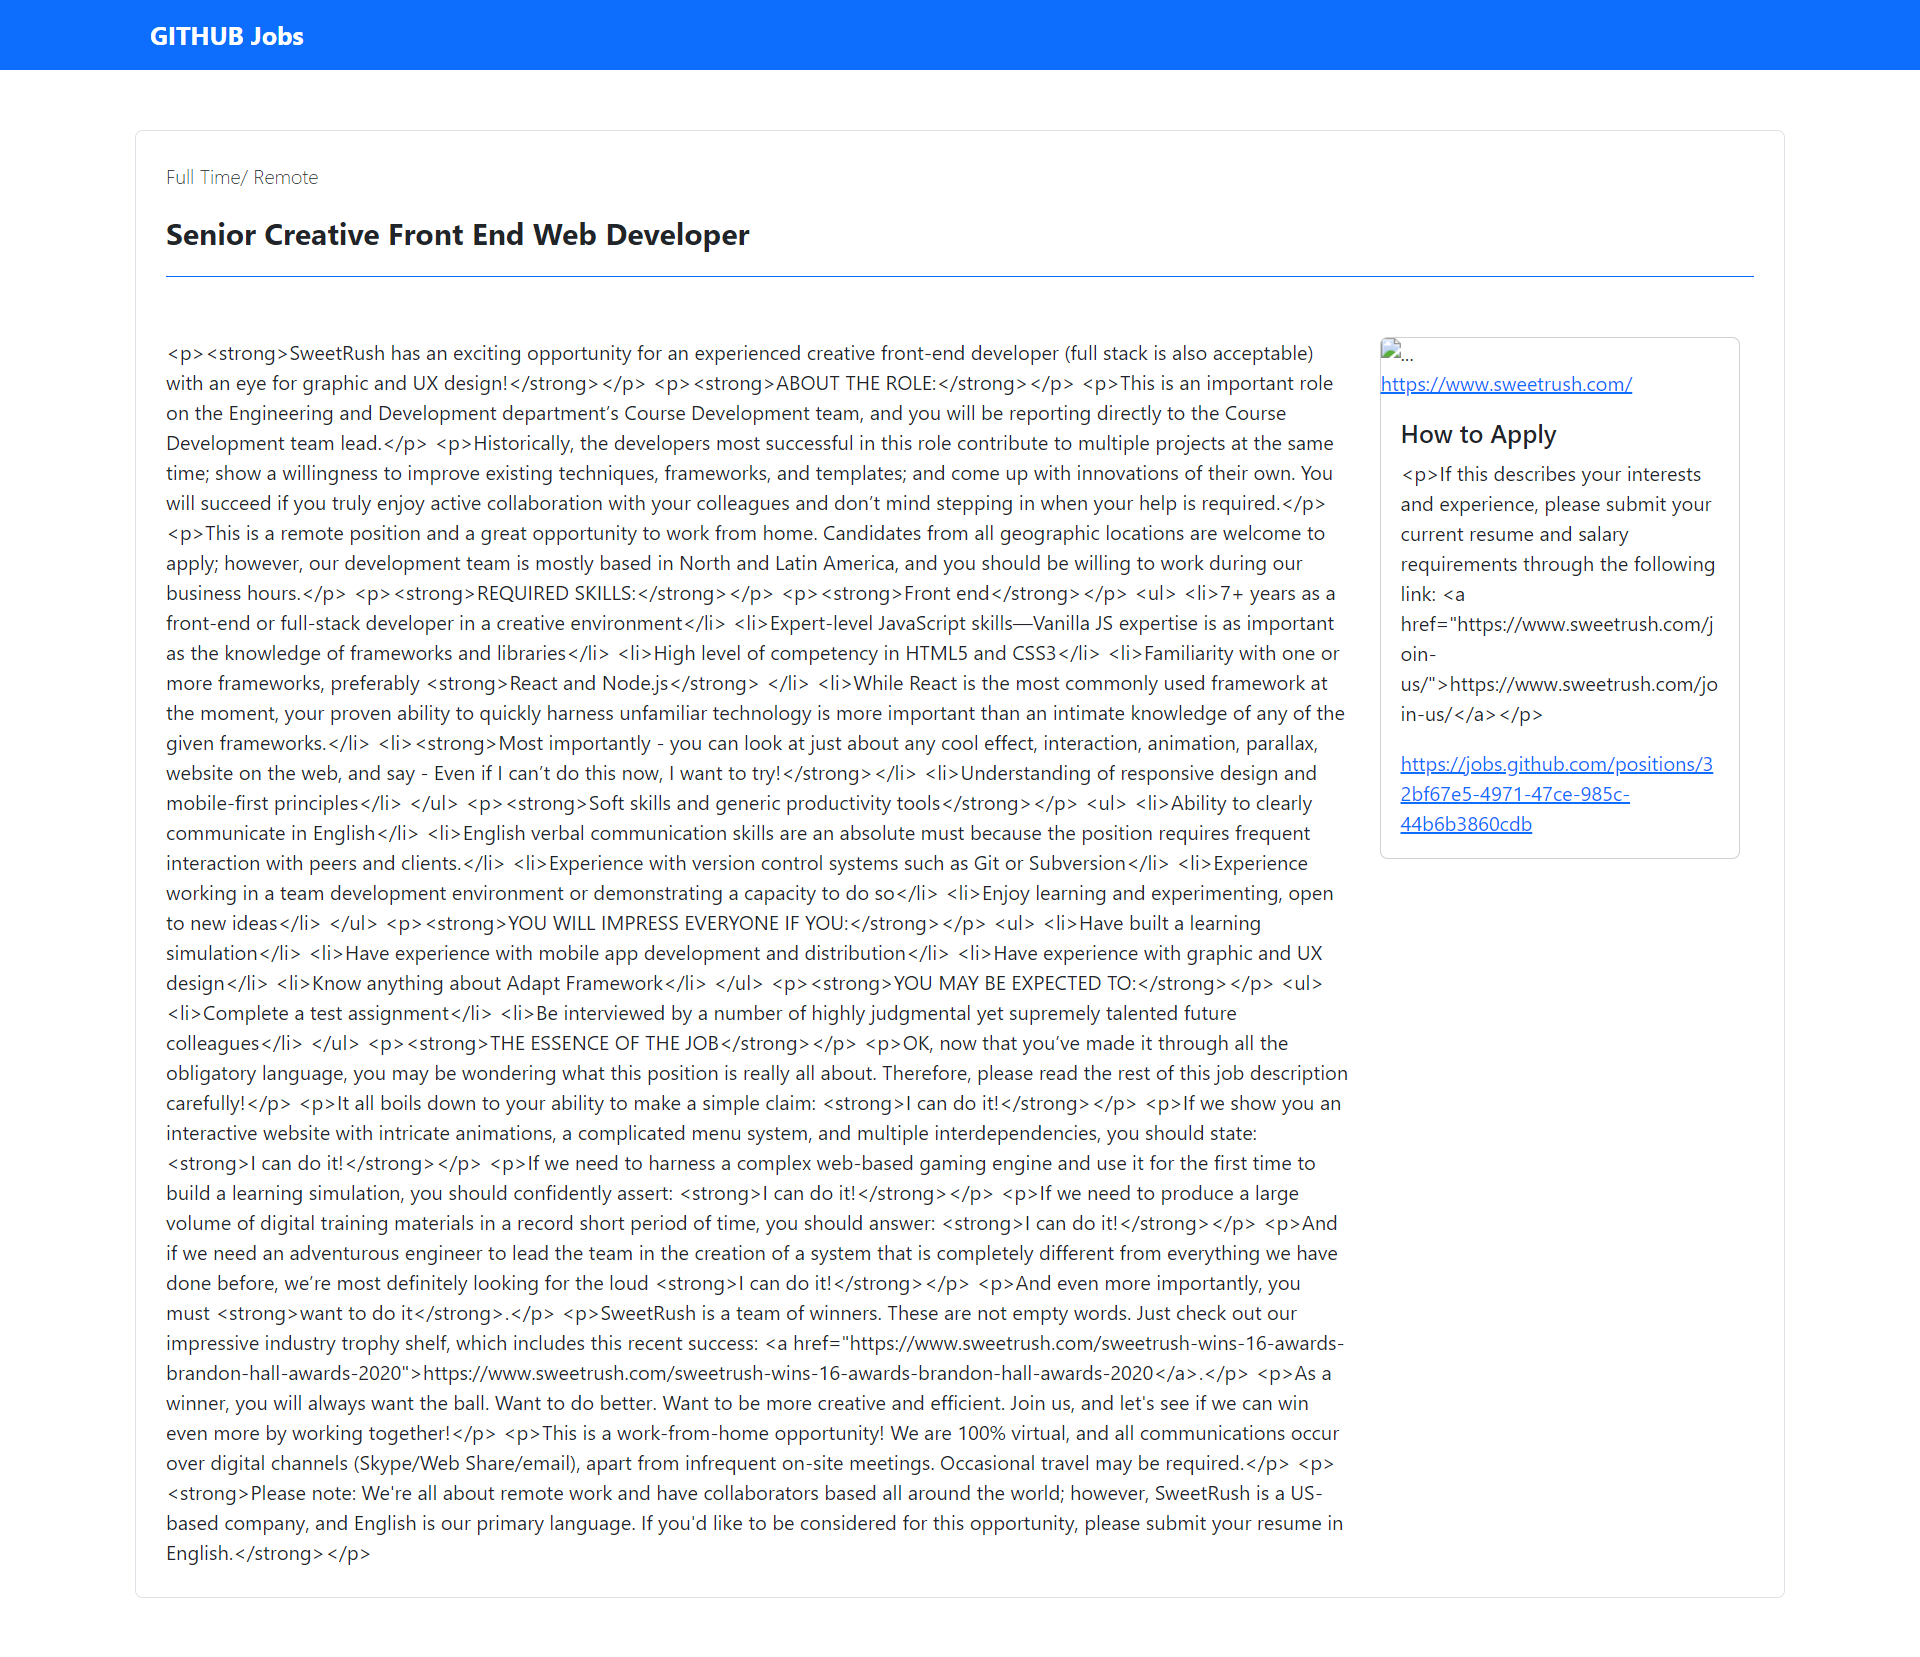 GITHUB Jobs
Full Time/ Remote
Senior Creative Front End Web Developer
<p><strong>SweetRush has an exciting opportunity for an experienced creative front-end developer (full stack is also acceptable)
with an eye for graphic and UX design!</strong></p> <p><strong>ABOUT THE ROLE:</strong></p> <p>This is an important role
on the Engineering and Development department’s Course Development team, and you will be reporting directly to the Course
Development team lead.</p> <p>Historically, the developers most successful in this role contribute to multiple projects at the same
time; show a willingness to improve existing techniques, frameworks, and templates; and come up with innovations of their own. You
will succeed if you truly enjoy active collaboration with your colleagues and don’t mind stepping in when your help is required.</p>
<p>This is a remote position and a great opportunity to work from home. Candidates from all geographic locations are welcome to
apply; however, our development team is mostly based in North and Latin America, and you should be willing to work during our
business hours.</p> <p><strong>REQUIRED SKILLS:</strong></p> <p><strong>Front end</strong></p> <ul> <li>7+ years as a
front-end or full-stack developer in a creative environment</li> <li>Expert-level JavaScript skills—Vanilla JS expertise is as important
as the knowledge of frameworks and libraries</li> <li>High level of competency in HTML5 and CSS3</li> <li>Familiarity with one or
more frameworks, preferably <strong>React and Node.js</strong> </li> <li>While React is the most commonly used framework at
the moment, your proven ability to quickly harness unfamiliar technology is more important than an intimate knowledge of any of the
given frameworks.</li> <li><strong>Most importantly - you can look at just about any cool effect, interaction, animation, parallax,
website on the web, and say - Even if I can’t do this now, I want to try!</strong></li> <li>Understanding of responsive design and
mobile-first principles</li> </ul> <p><strong>Soft skills and generic productivity tools</strong></p> <ul> <li>Ability to clearly
communicate in English</li> <li>English verbal communication skills are an absolute must because the position requires frequent
interaction with peers and clients.</li> <li>Experience with version control systems such as Git or Subversion</li> <li>Experience
working in a team development environment or demonstrating a capacity to do so</li> <li>Enjoy learning and experimenting, open
to new ideas</li> </ul> <p><strong>YOU WILL IMPRESS EVERYONE IF YOU:</strong></p> <ul> <li>Have built a learning
simulation</li> <li>Have experience with mobile app development and distribution</li> <li>Have experience with graphic and UX
design</li> <li>Know anything about Adapt Framework</li> </ul> <p><strong>YOU MAY BE EXPECTED TO:</strong></p> <ul>
<li>Complete a test assignment</li> <li>Be interviewed by a number of highly judgmental yet supremely talented future
colleagues</li> </ul> <p><strong>THE ESSENCE OF THE JOB</strong></p> <p>OK, now that you’ve made it through all the
obligatory language, you may be wondering what this position is really all about. Therefore, please read the rest of this job description
carefully!</p> <p>It all boils down to your ability to make a simple claim: <strong>I can do it!</strong></p> <p>If we show you an
interactive website with intricate animations, a complicated menu system, and multiple interdependencies, you should state:
<strong>I can do it!</strong></p> <p>If we need to harness a complex web-based gaming engine and use it for the first time to
build a learning simulation, you should confidently assert: <strong>I can do it!</strong></p> <p>If we need to produce a large
volume of digital training materials in a record short period of time, you should answer: <strong>I can do it!</strong></p> <p>And
if we need an adventurous engineer to lead the team in the creation of a system that is completely different from everything we have
done before, we’re most definitely looking for the loud <strong>I can do it!</strong></p> <p>And even more importantly, you
must <strong>want to do it</strong>.</p> <p>SweetRush is a team of winners. These are not empty words. Just check out our
impressive industry trophy shelf, which includes this recent success: <a href="https://www.sweetrush.com/sweetrush-wins-16-awards-
brandon-hall-awards-2020">https://www.sweetrush.com/sweetrush-wins-16-awards-brandon-hall-awards-2020</a>.</p> <p>As a
winner, you will always want the ball. Want to do better. Want to be more creative and efficient. Join us, and let's see if we can win
even more by working together!</p> <p>This is a work-from-home opportunity! We are 100% virtual, and all communications occur
over digital channels (Skype/Web Share/email), apart from infrequent on-site meetings. Occasional travel may be required.</p> <p>
<strong>Please note: We're all about remote work and have collaborators based all around the world; however, SweetRush is a US-
based company, and English is our primary language. If you'd like to be considered for this opportunity, please submit your resume in
English.</strong></p>
...
https://www.sweetrush.com/
How to Apply
<p>If this describes your interests
and experience, please submit your
current resume and salary
requirements through the following
link: <a
href="https://www.sweetrush.com/j
oin-
us/">https://www.sweetrush.com/jo
in-us/</a></p>
https://jobs.github.com/positions/3
2bf67e5-4971-47ce-985c-
44b6b3860cdb